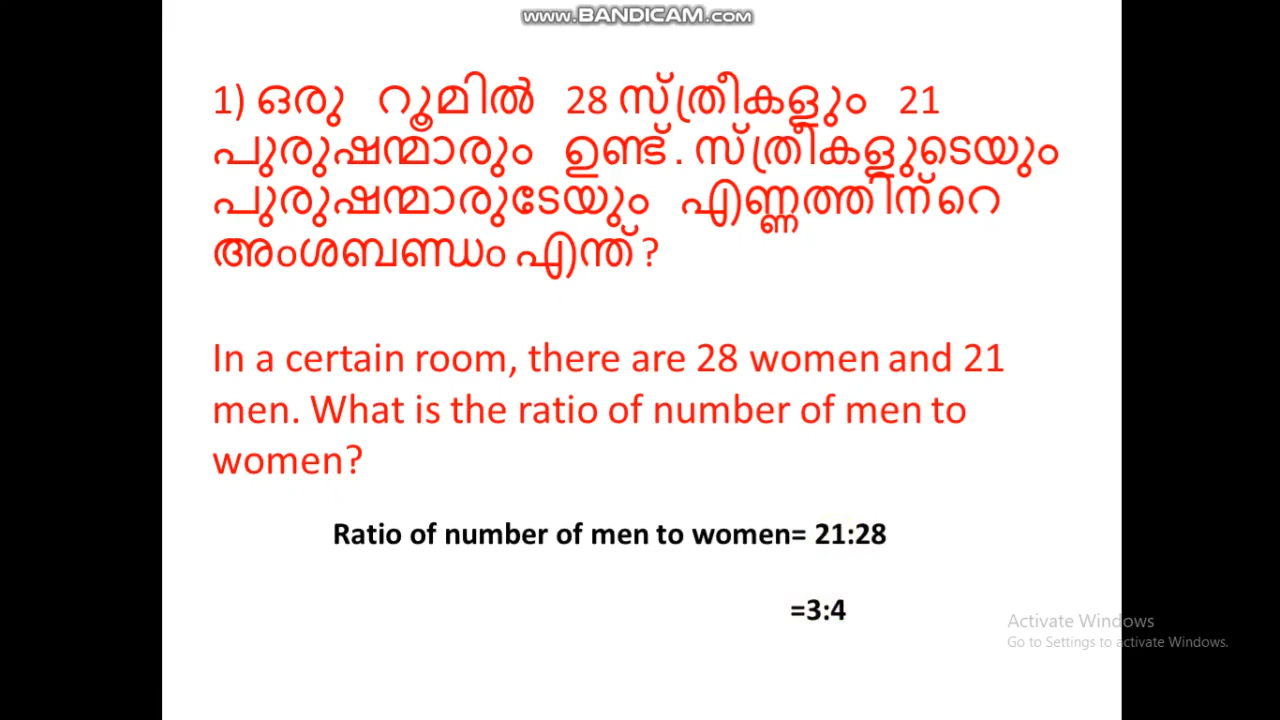 www.BANDICAM.com
1) ഒരു റൂമിൽ 28 സ്ത്രീകളും 21
പുരുഷന്മാരും ഉണ്ട്. സ്ത്രീകളുടെയും
പുരുഷന്മാരുടേയും എണ്ണത്തിന്റെ
അംശബണ്ഡം എന്ത് ?
In a certain room, there are 28 women and 21
men. What is the ratio of number of men to
women?
Ratio of number of men to women= 21:28
=3:4
Activate Windows
Go to Settings to activate Windows.